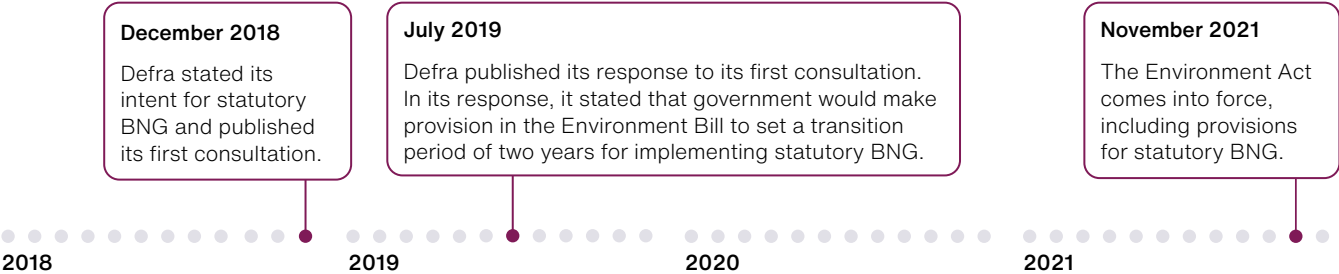 December 2018
Defra stated its
intent for statutory
BNG and published
its first consultation.
July 2019
Defra published its response to its first consultation.
In its response, it stated that government would make
provision in the Environment Bill to set a transition
period of two years for implementing statutory BNG.
November 2021
The Environment Act
comes into force,
including provisions
for statutory BNG.
2018
2019
2020
2021